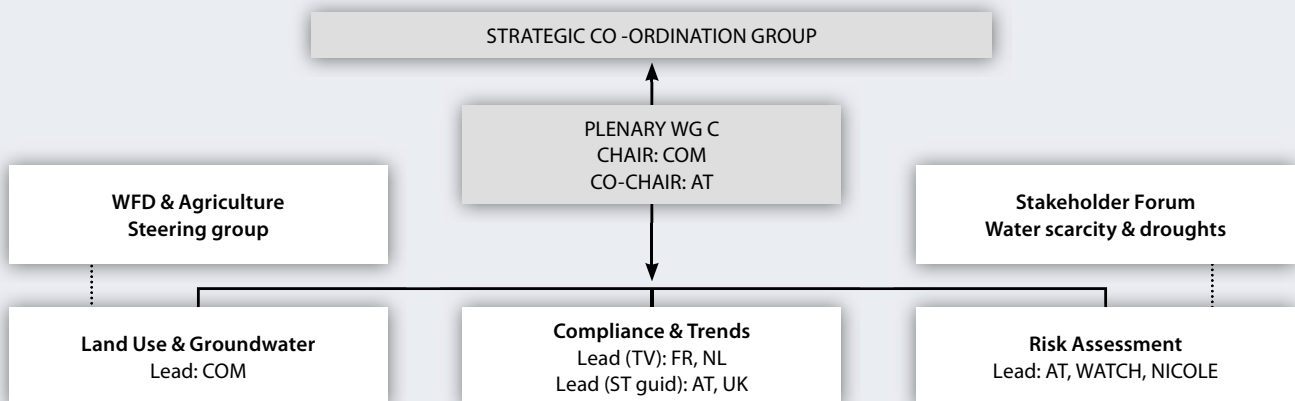 STRATEGIC CO -ORDINATION GROUP
PLENARY WG C
CHAIR: COM
CO-CHAIR: AT
WFD & Agriculture
Steering group
Stakeholder Forum
Water scarcity & droughts
Land Use & Groundwater
Lead: COM
Compliance & Trends
Lead (TV): FR, NL
Lead (ST guid): AT, UK
Risk Assessment
Lead: AT, WATCH, NICOLE